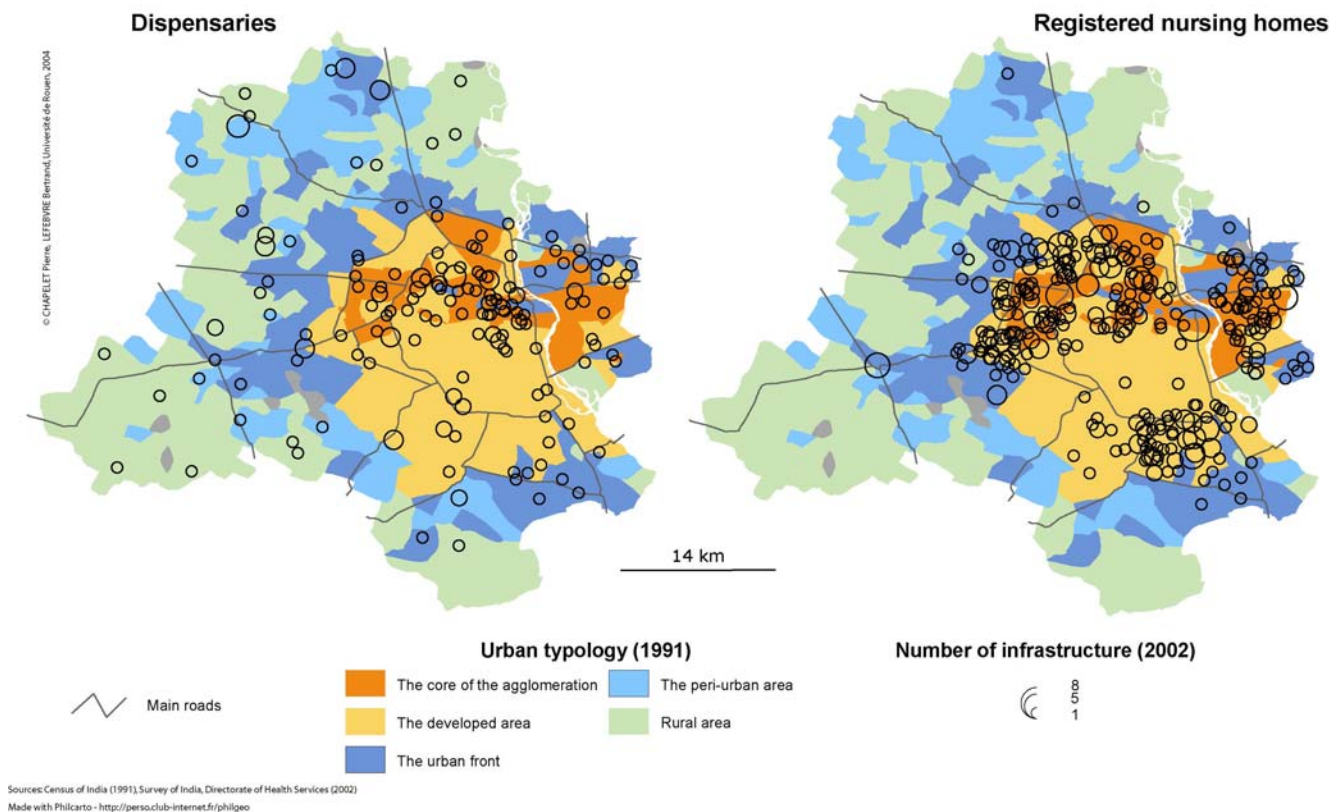 Dispensaries
Registered nursing homes
© CHAPELET Pierre, LEFEBVRE Bertrand, Université de Rouen, 2004
14 km
Urban typology (1991)
Number of infrastructure (2002)
Main roads
The core of the agglomeration
The peri-urban area
The developed area
Rural area
The urban front
8
5
1
Sources: Census of India (1991), Survey of India, Directorate of Health Services (2002)
Made with Philcarto - http://perso.club-internet.fr/philgeo